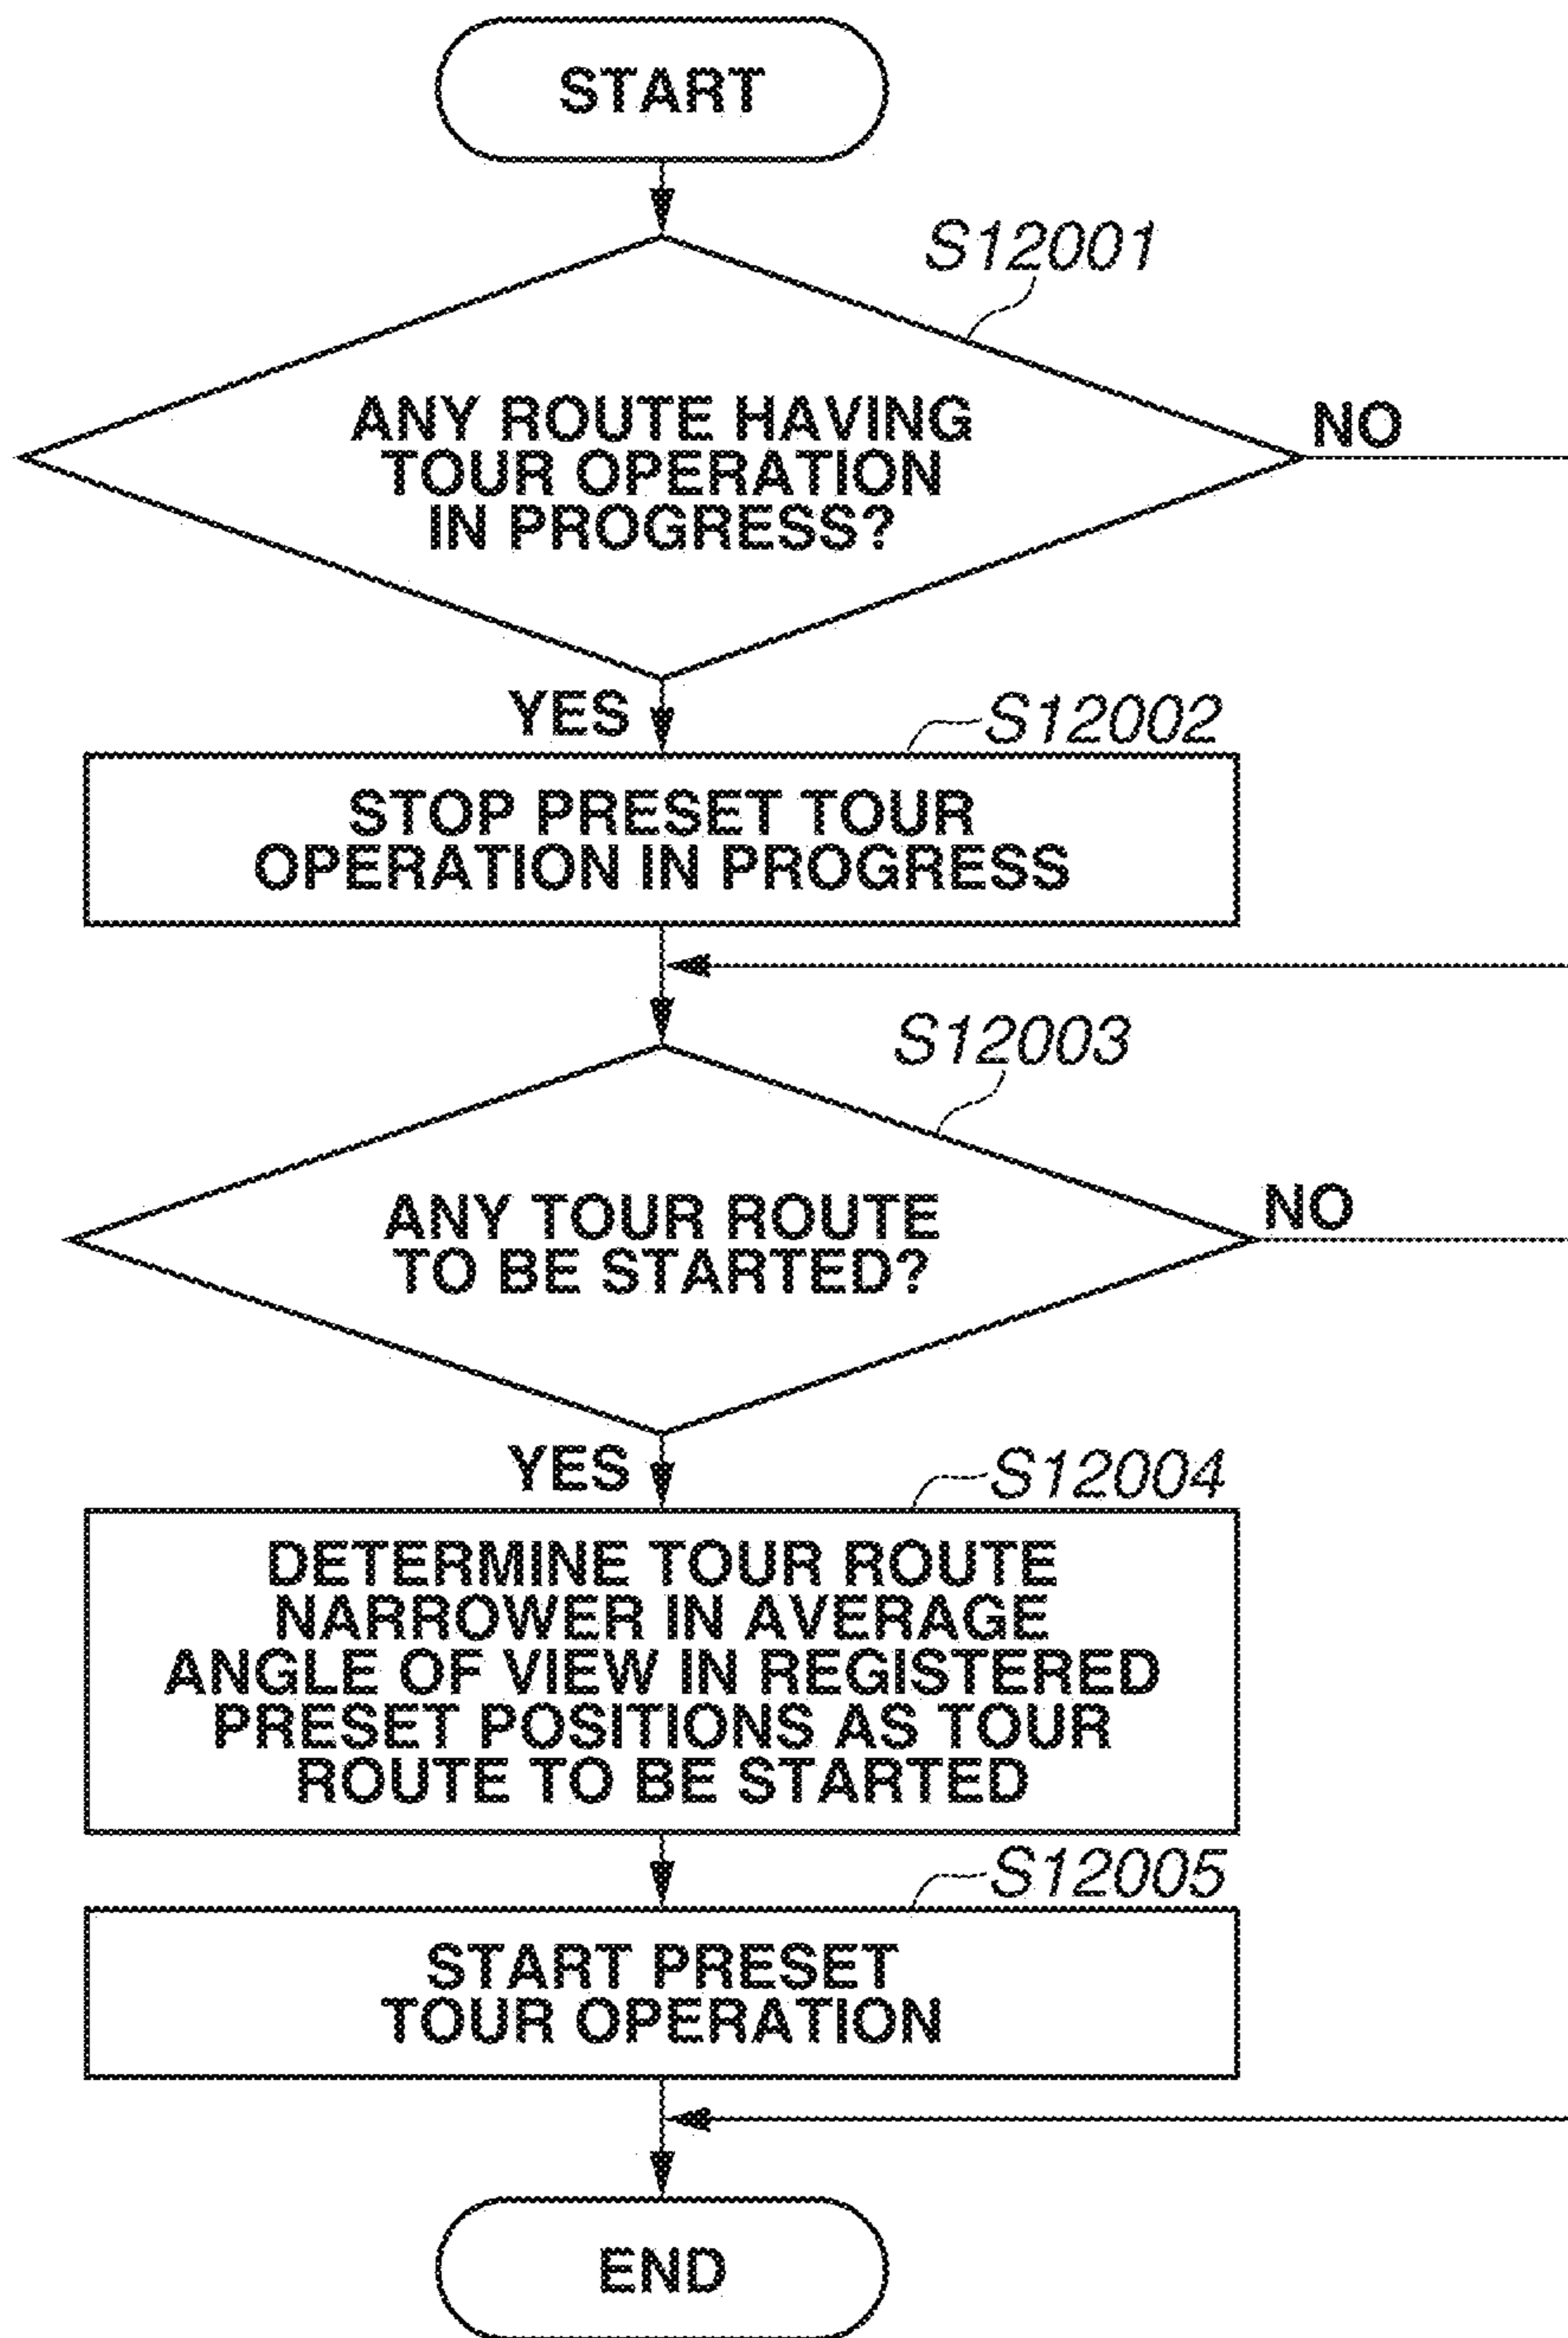 START
S12001
ANY ROUTE HAVING
TOUR OPERATION
IN PROGRESS?
NO
YES
S12002
STOP PRESET TOUR
OPERATION IN PROGRESS
S12003
ANY TOUR ROUTE
TO BE STARTED?
NO
YES
S12004
DETERMINE TOUR ROUTE
NARROWER IN AVERAGE
ANGLE OF VIEW IN REGISTERED
PRESET POSITIONS AS TOUR
ROUTE TO BE STARTED
S12005
START PRESET
TOUR OPERATION
END